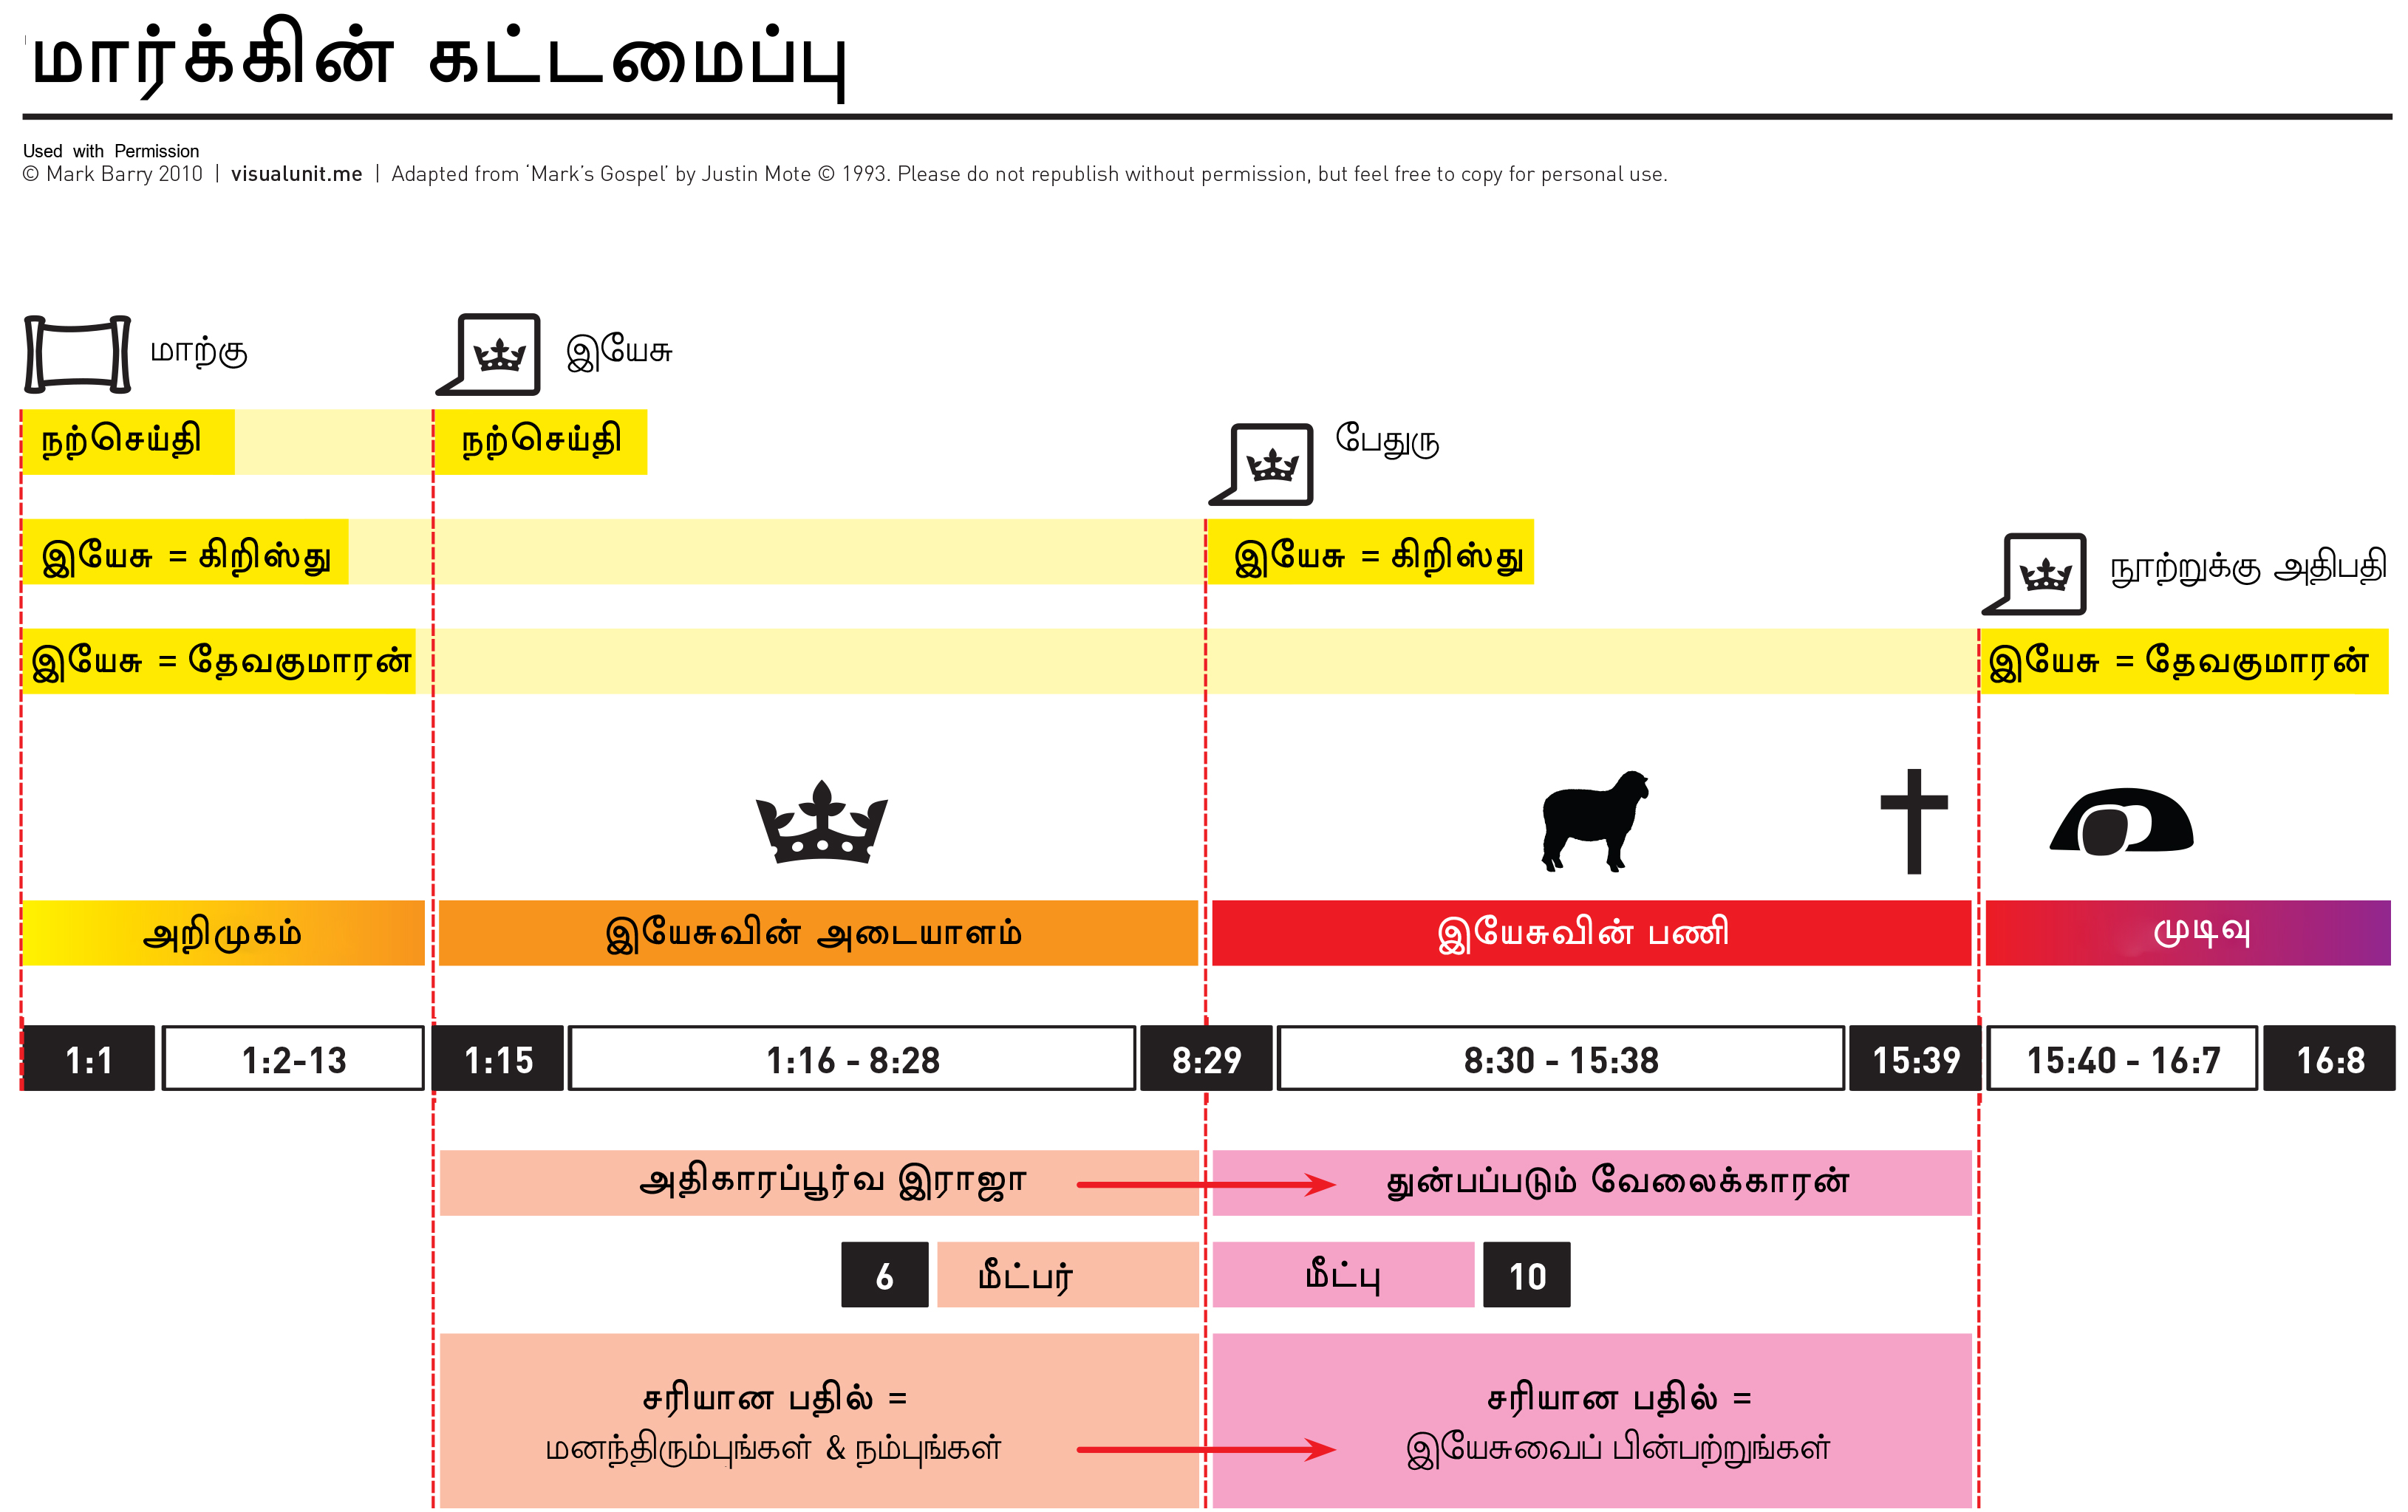 மார்க்கின் கட்டமைப்பு
Used with Permission
© Mark Barry 2010 | visualunit.me | Adapted from ‘Mark’s Gospel’ by Justin Mote © 1993. Please do not republish without permission, but feel free to copy for personal use.
மாற்கு
இயேசு
நற்செய்தி
நற்செய்தி
பேதுரு
இயேசு = கிறிஸ்து
இயேசு = கிறிஸ்து
நூற்றுக்கு அதிபதி
இயேசு = தேவகுமாரன்
இயேசு = தேவகுமாரன்
அறிமுகம்
இயேசுவின் அடையாளம்
இயேசுவின் பணி
முடிவு
1:1
1:2-13
1:15
1:16 - 8:28
8:29
8:30 - 15:38
15:39
15:40 - 16:7
16:8
அதிகாரப்பூர்வ இராஜா
துன்பப்படும் வேலைக்காரன்
6
மீட்பர்
மீட்பு
10
சரியான பதில் =
மனந்திரும்புங்கள் & நம்புங்கள்
சரியான பதில் =
இயேசுவைப் பின்பற்றுங்கள்